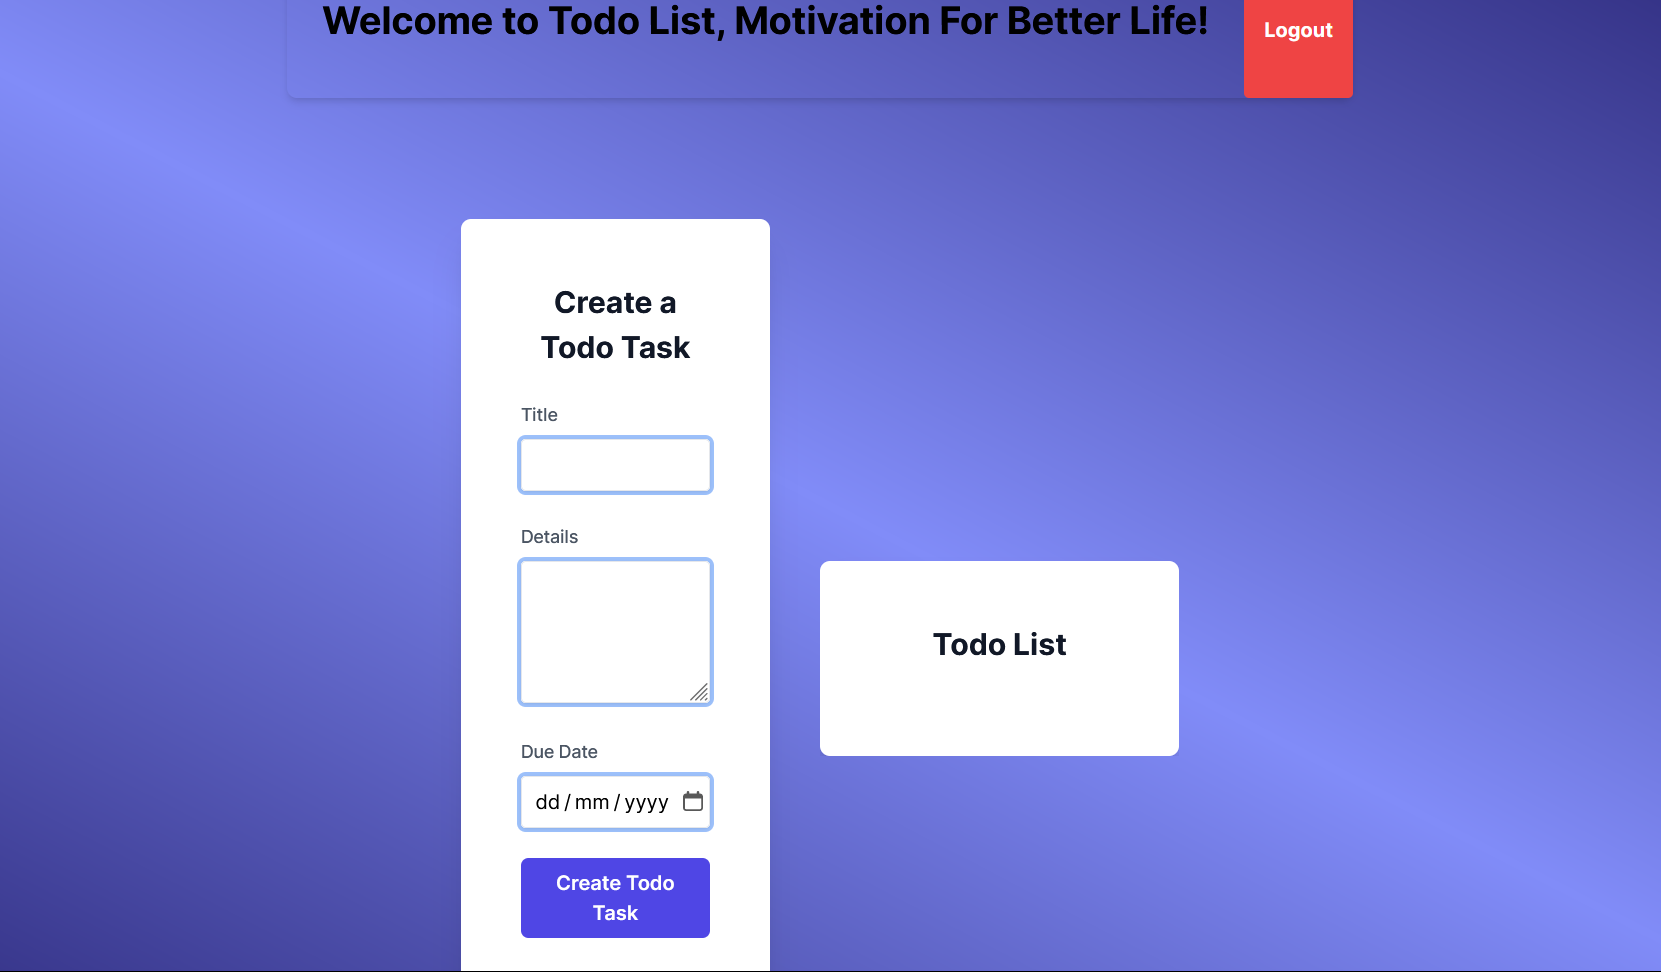 Welcome to Todo List, Motivation For Better Life!
Logout
Create a
Todo Task
Title
Details
Due Date
dd/mm/yyyy
Create Todo
Task
Todo List